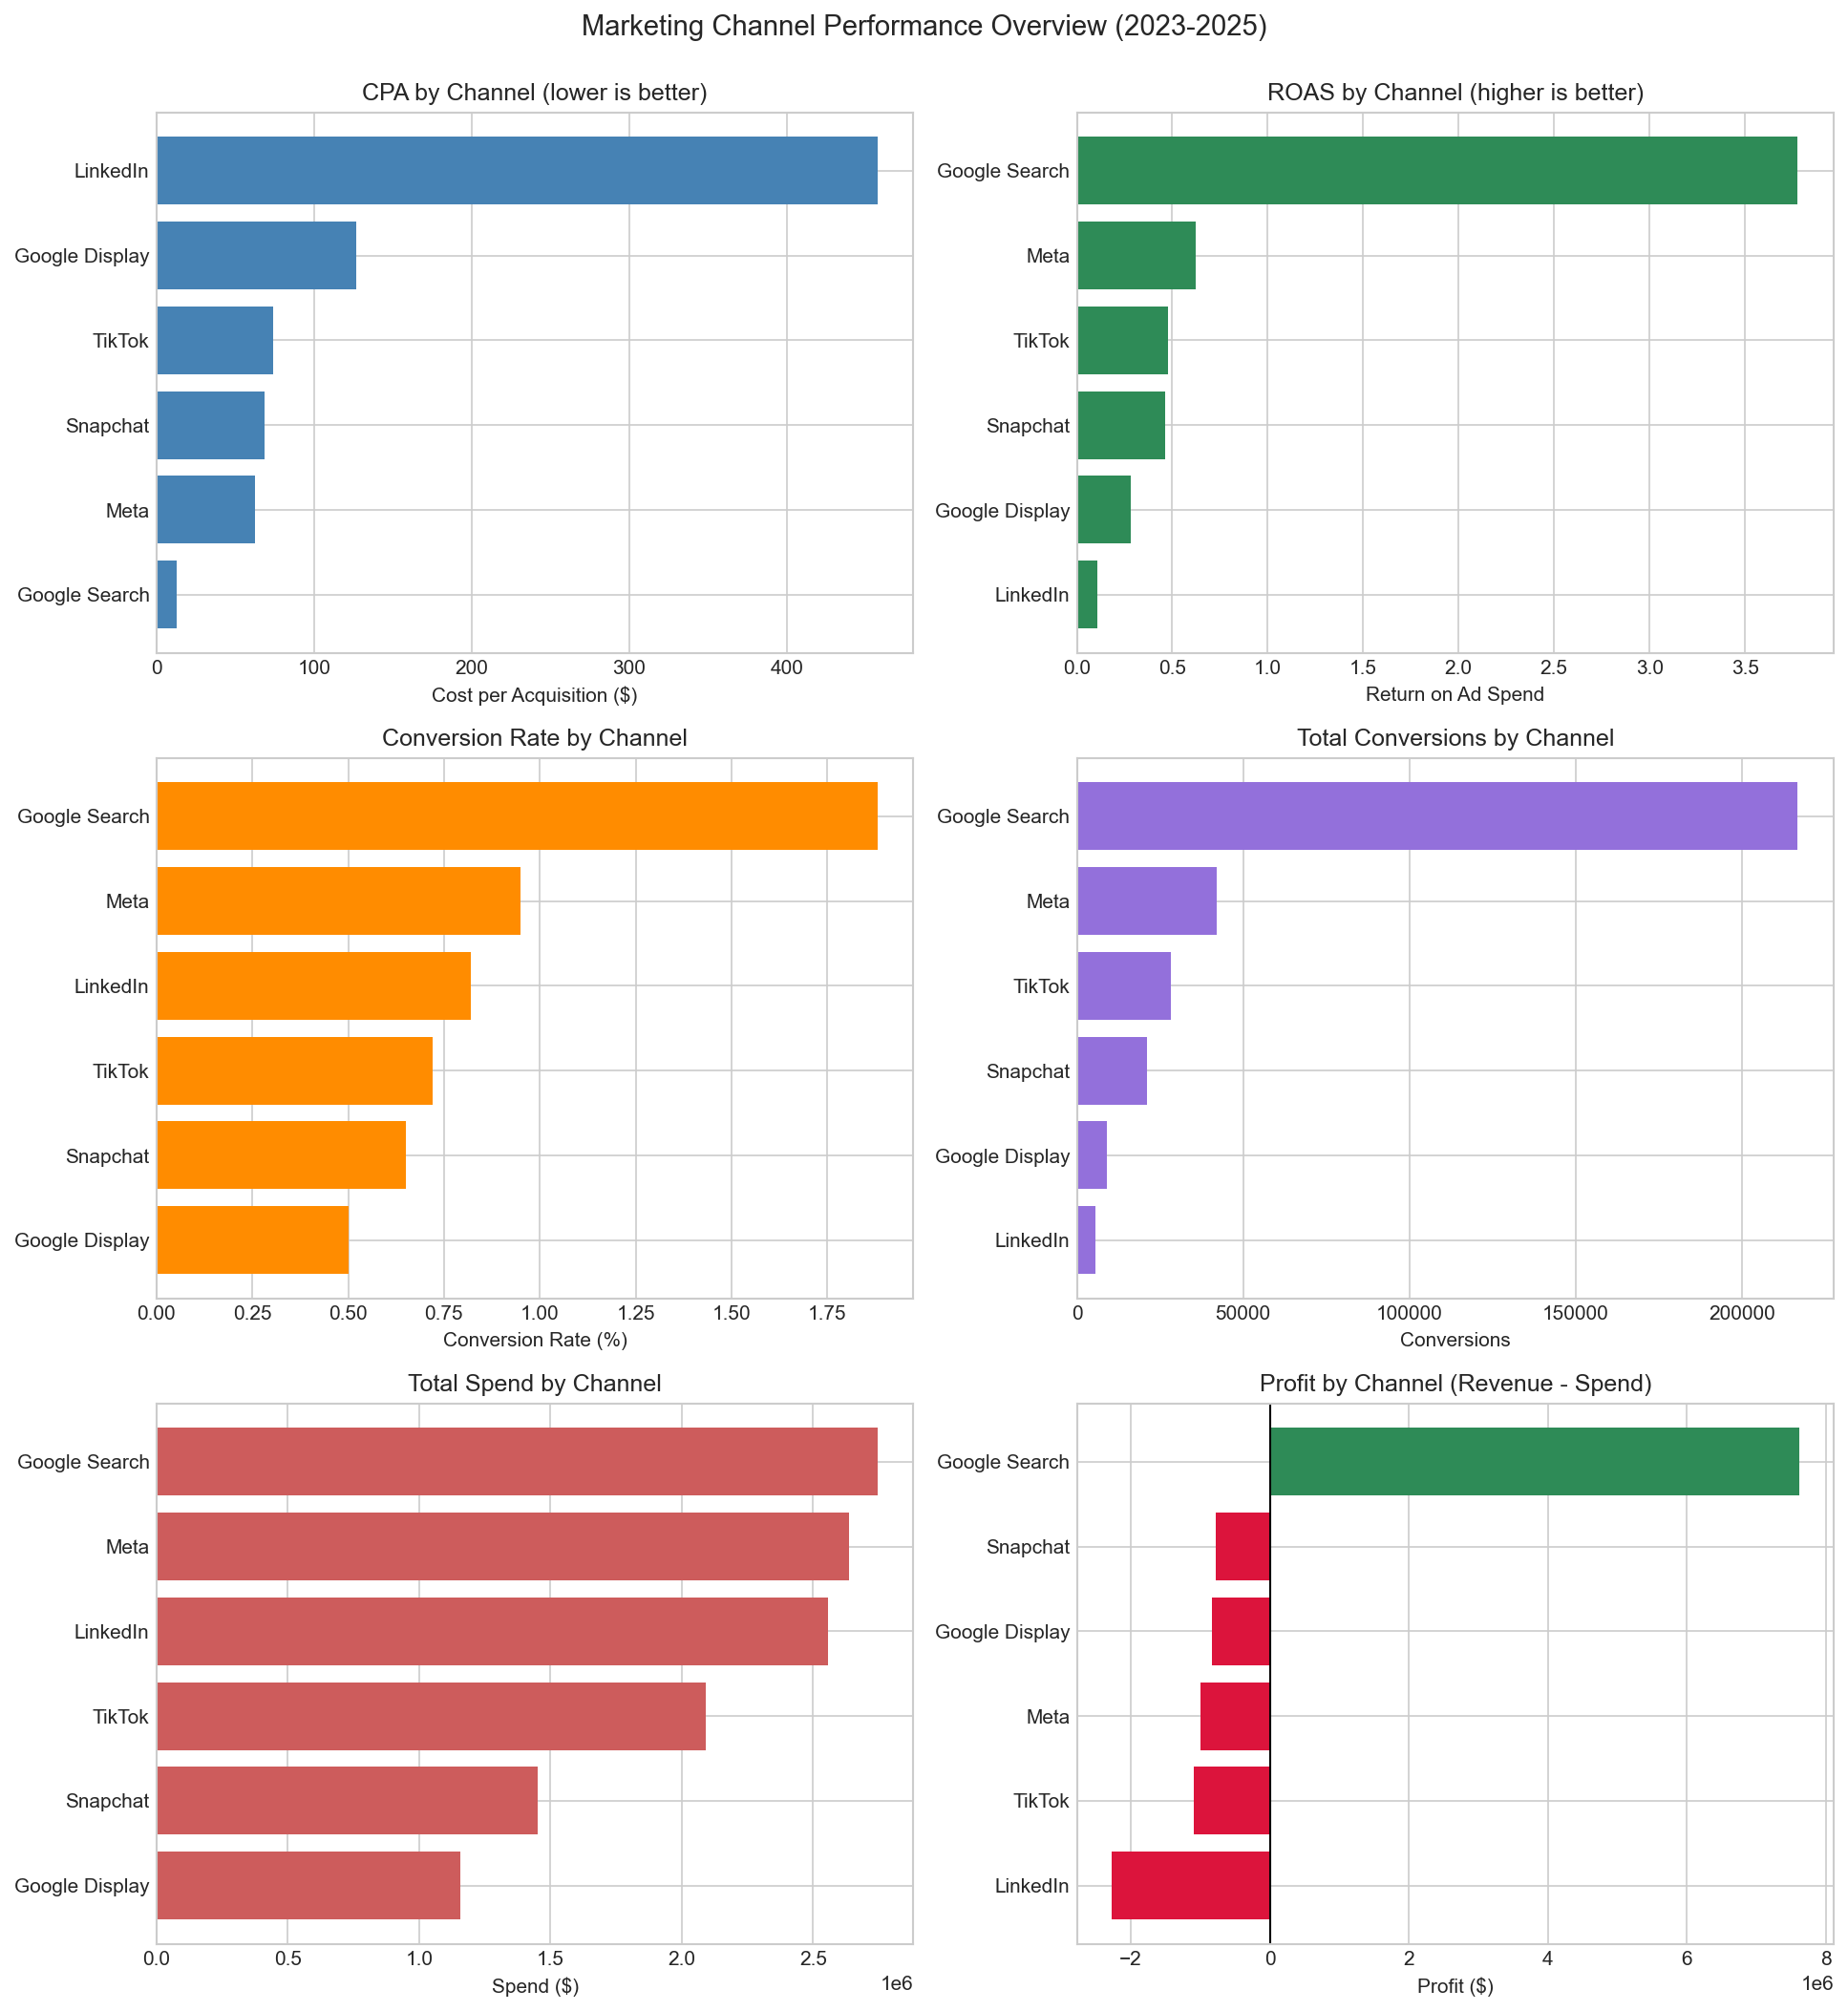 Marketing Channel Performance Overview (2023-2025)
CPA by Channel (lower is better)
LinkedIn
Google Display
TikTok
Snapchat
Meta
Google Search
0 100 200 300 400
Cost per Acquisition ($)
ROAS by Channel (higher is better)
Google Search
Meta
TikTok
Snapchat
Google Display
LinkedIn
0.0 0.5 1.0 1.5 2.0 2.5 3.0 3.5
Return on Ad Spend
Conversion Rate by Channel
Google Search
Meta
LinkedIn
TikTok
Snapchat
Google Display
0.00 0.25 0.50 0.75 1.00 1.25 1.50 1.75
Conversion Rate (%)
Total Conversions by Channel
Google Search
Meta
TikTok
Snapchat
Google Display
LinkedIn
0 50000 100000 150000 200000
Conversions
Total Spend by Channel
Google Search
Meta
LinkedIn
TikTok
Snapchat
Google Display
0.0 0.5 1.0 1.5 2.0 2.5
1e6
Spend ($)
Profit by Channel (Revenue - Spend)
Google Search
Snapchat
Google Display
Meta
TikTok
LinkedIn
−2 0 2 4 6 8
1e6
Profit ($)